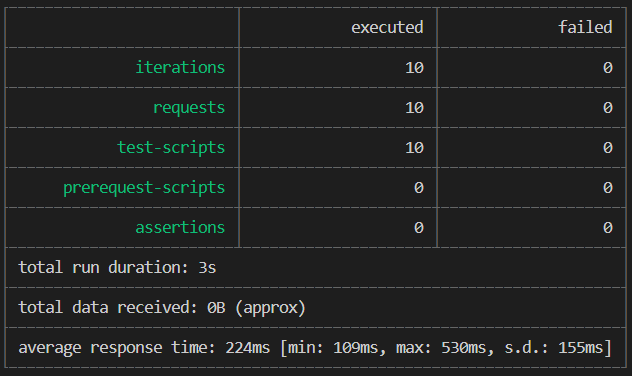 executed failed
iterations 10 0
requests 10 0
test-scripts 10 0
prerequest-scripts 0 0
assertions 0 0
total run duration: 3s
total data received: 0B (approx)
average response time: 224ms [min: 109ms, max: 530ms, s.d.: 155ms]